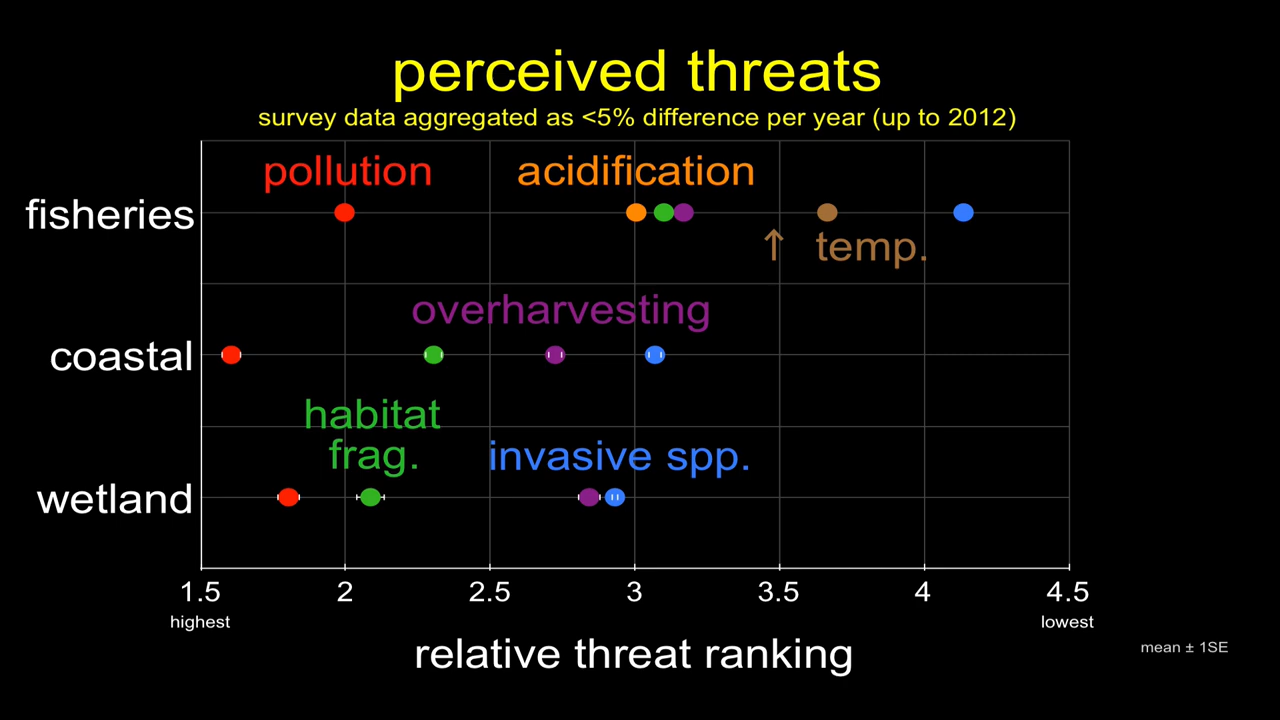 perceived threats
survey data aggregated as <5% difference per year (up to 2012)
pollution
acidification
fisheries
↑ temp.
overharvesting
coastal
habitat
frag.
invasive spp.
wetland
1.5 2 2.5 3 3.5 4 4.5
highest lowest
relative threat ranking
mean ± 1SE